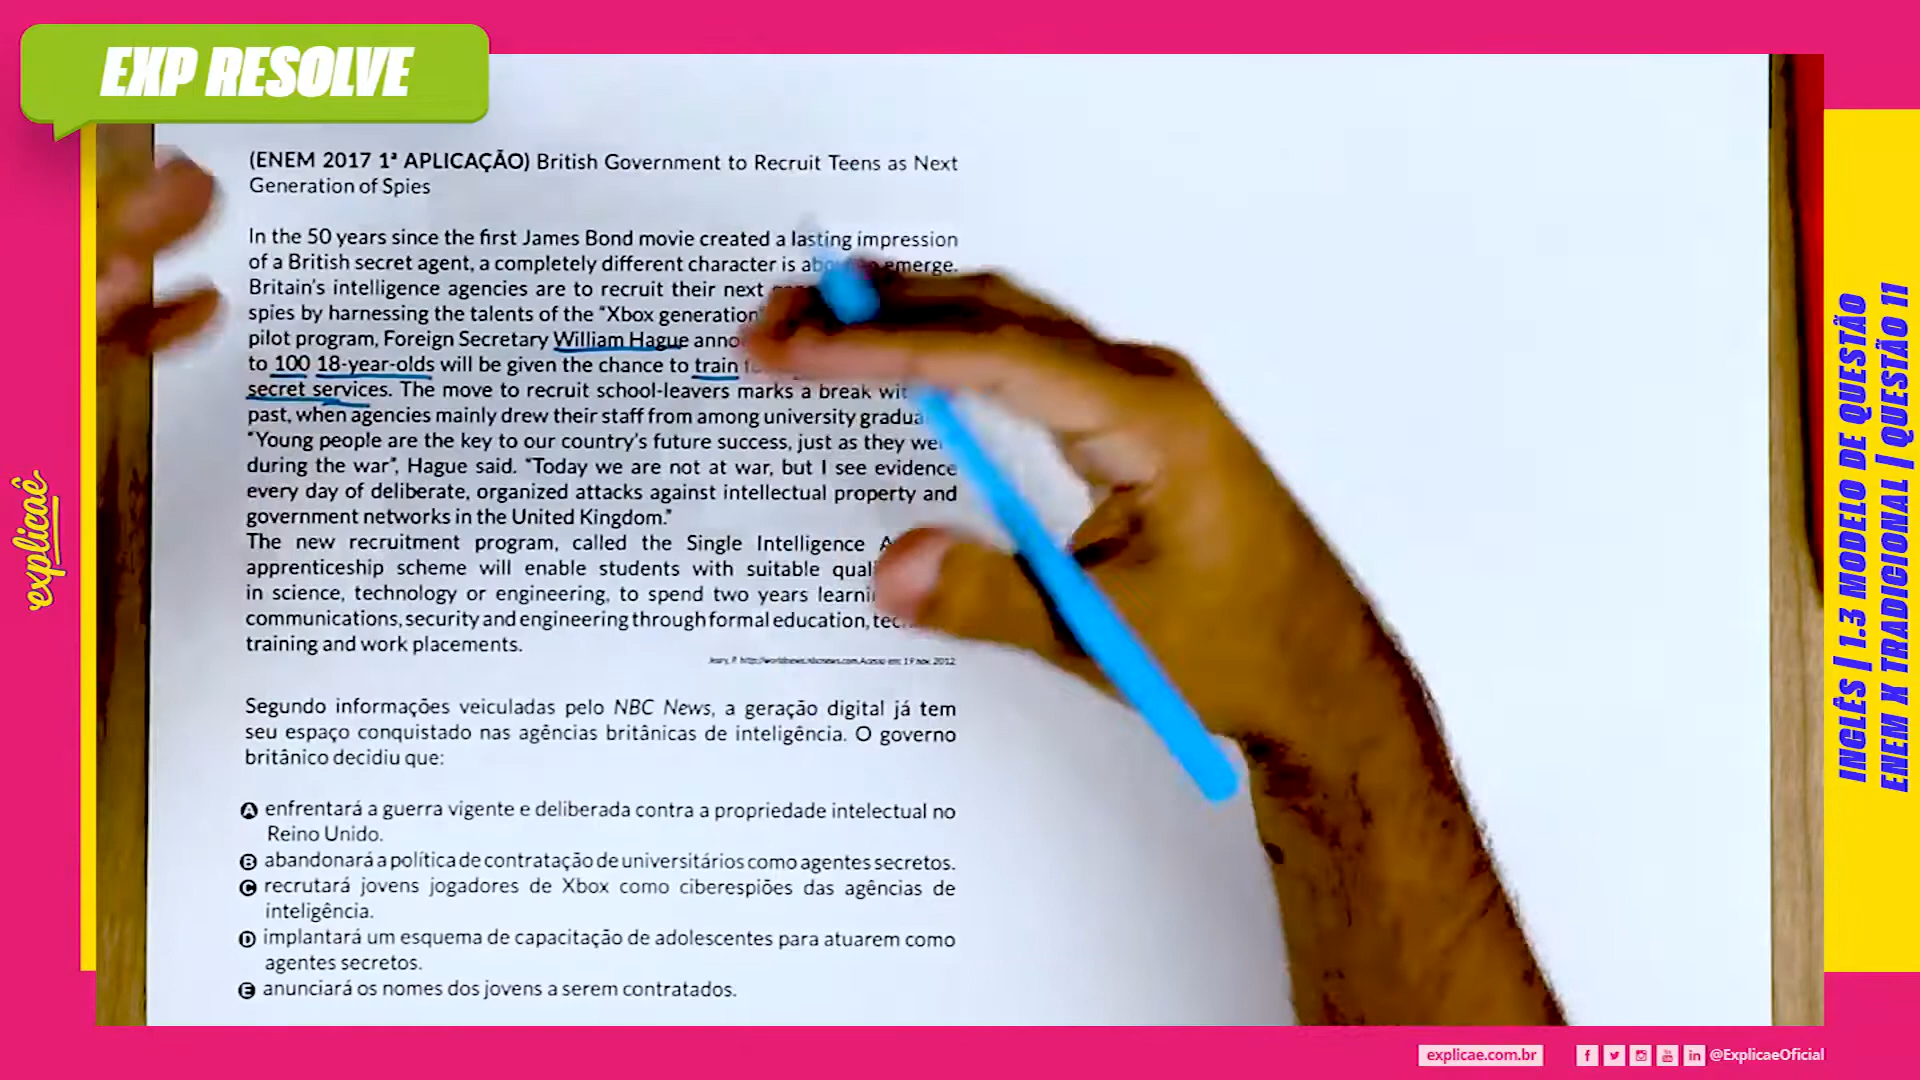 EXP RESOLVE
(ENEM 2017 1ª APLICAÇÃO) British Government to Recruit Teens as Next
Generation of Spies
In the 50 years since the first James Bond movie created a lasting impression
of a British secret agent, a completely different character is emerge.
Britain's intelligence agencies are to recruit their next
spies by harnessing the talents of the "Xbox generation"
pilot program, Foreign Secretary William Hague
to 100 18-year-olds will be given the chance to train
secret services. The move to recruit school-leavers marks a break
past, when agencies mainly drew their staff from among university
"Young people are the key to our country's future success, just as they
during the war", Hague said. "Today we are not at war, but I see evidence
every day of deliberate, organized attacks against intellectual property and
government networks in the United Kingdom."
The new recruitment program, called the Single Intelligence
apprenticeship scheme will enable students with suitable
in science, technology or engineering, to spend two years
communications, security and engineering through formal education,
training and work placements.
Jeary, P. http://worldnews.nbcnews.com. Acesso em: 19 nov. 2012.
Segundo informações veiculadas pelo NBC News, a geração digital já tem
seu espaço conquistado nas agências britânicas de inteligência. O governo
britânico decidiu que:
A enfrentará a guerra vigente e deliberada contra a propriedade intelectual no
Reino Unido.
B abandonará a política de contratação de universitários como agentes secretos.
C recrutará jovens jogadores de Xbox como ciberespiões das agências de
inteligência.
D implantará um esquema de capacitação de adolescentes para atuarem como
agentes secretos.
E anunciará os nomes dos jovens a serem contratados.
explicaê
INGLÊS | 1.3 MODELO DE QUESTÃO
ENEM X TRADICIONAL | QUESTÃO 11
explicae.com.br
@ExplicaeOficial